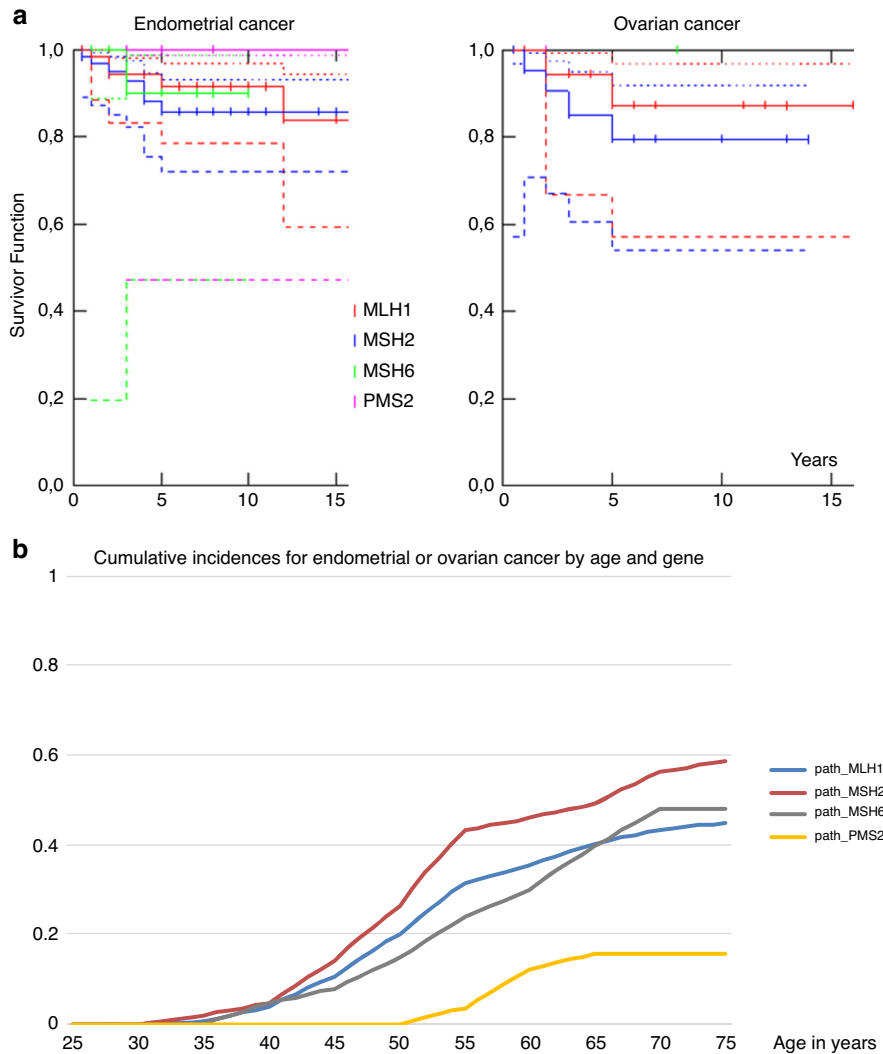 a
Endometrial cancer
Ovarian cancer
1,0
0,8
0,6
0,4
0,2
0,0
Survivor Function
0
5
10
15
MLH1
MSH2
MSH6
PMS2
1,0
0,8
0,6
0,4
0,2
0,0
0
5
10
15
Years
b
Cumulative incidences for endometrial or ovarian cancer by age and gene
1
0.8
0.6
0.4
0.2
0
25 30 35 40 45 50 55 60 65 70 75 Age in years
path_MLH1
path_MSH2
path_MSH6
path_PMS2